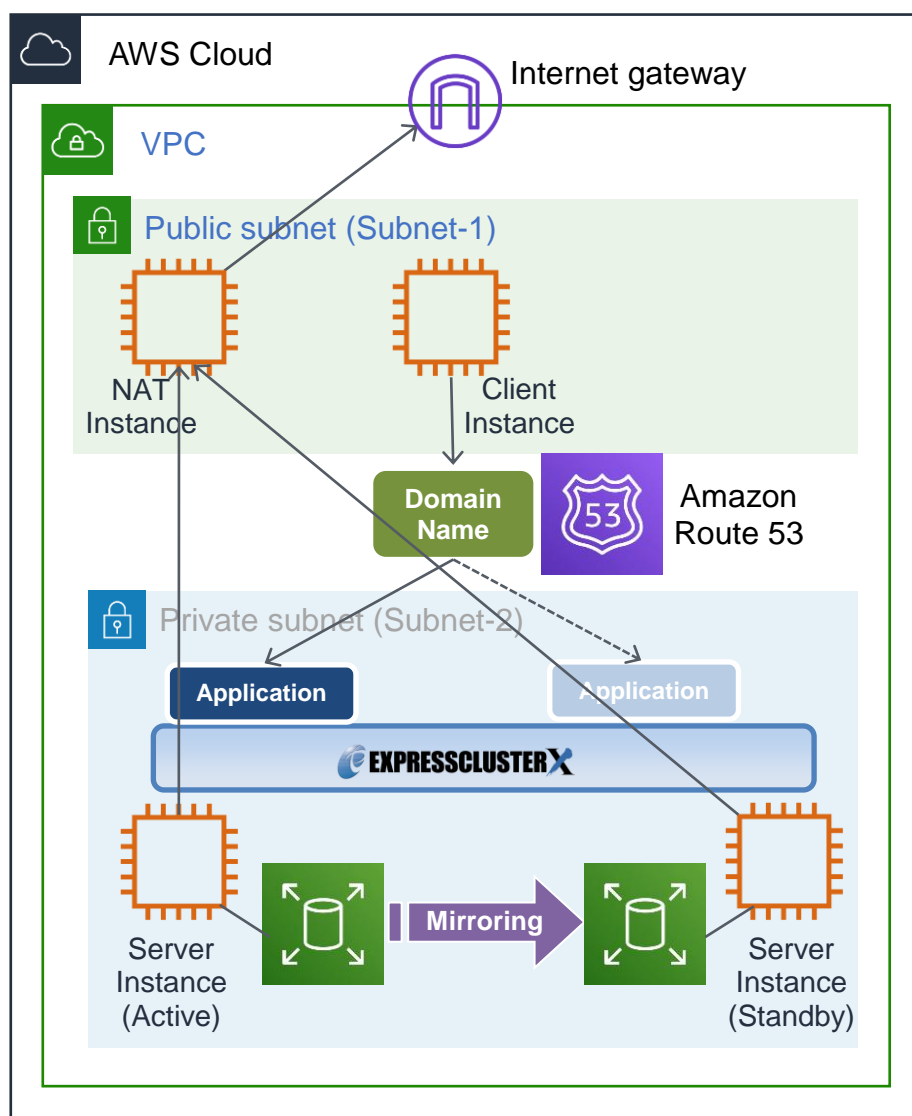 AWS Cloud
Internet gateway
VPC
Public subnet (Subnet-1)
NAT
Instance
Client
Instance
Domain
Name
53
Amazon
Route 53
Private subnet (Subnet-2)
Application
Application
EXPRESSCLUSTER X
Mirroring
Server
Instance
(Active)
Server
Instance
(Standby)